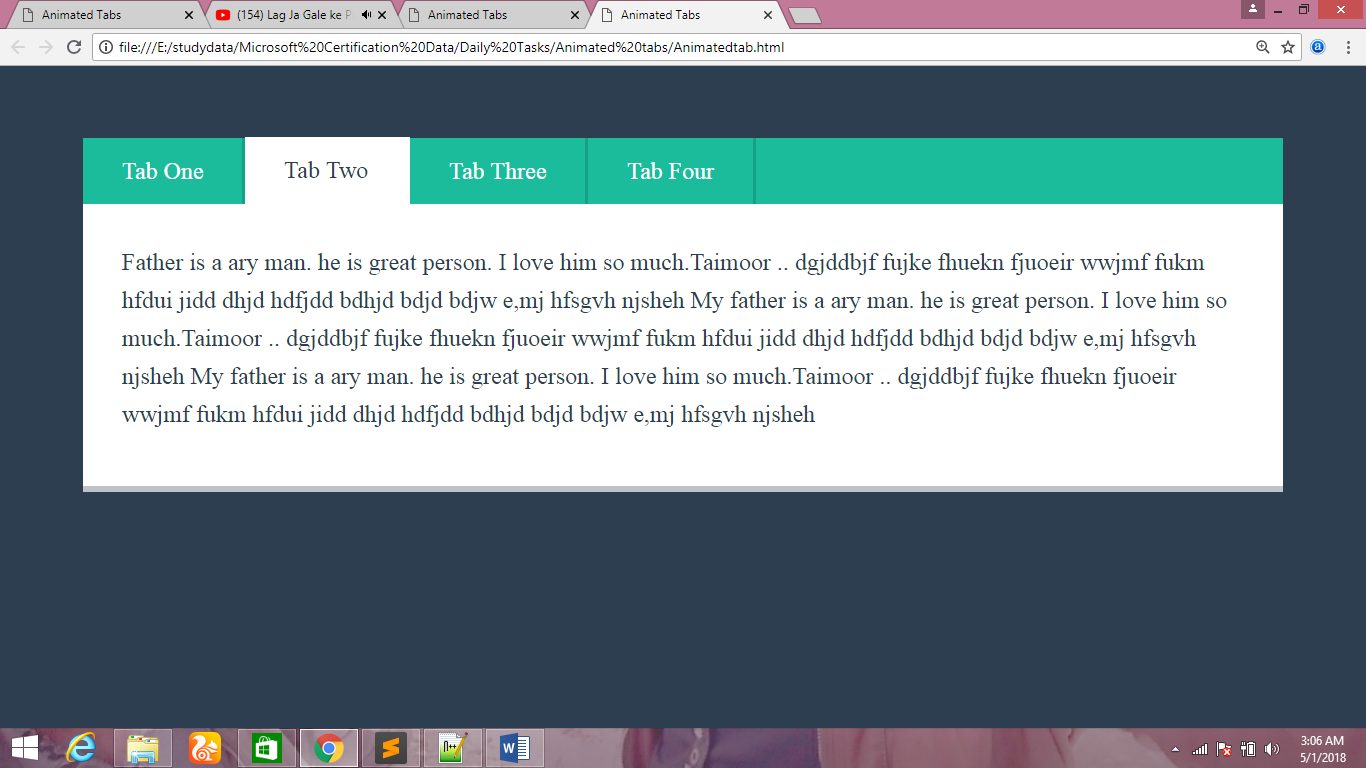 Animated Tabs
(154) Lag Ja Gale ke P
Animated Tabs
Animated Tabs
file:///E:/studydata/Microsoft%20Certification%20Data/Daily%20Tasks/Animated%20tabs/Animatedtab.html
Tab One
Tab Two
Tab Three
Tab Four
Father is a ary man. he is great person. I love him so much.Taimoor .. dgjddbjf fujke fhuekn fjuoeir wwjmf fukm
hfdui jidd dhjd hdfjdd bdhjd bdjd bdjw e,mj hfsgvh njsheh My father is a ary man. he is great person. I love him so
much.Taimoor .. dgjddbjf fujke fhuekn fjuoeir wwjmf fukm hfdui jidd dhjd hdfjdd bdhjd bdjd bdjw e,mj hfsgvh
njsheh My father is a ary man. he is great person. I love him so much.Taimoor .. dgjddbjf fujke fhuekn fjuoeir
wwjmf fukm hfdui jidd dhjd hdfjdd bdhjd bdjd bdjw e,mj hfsgvh njsheh
3:06 AM
5/1/2018